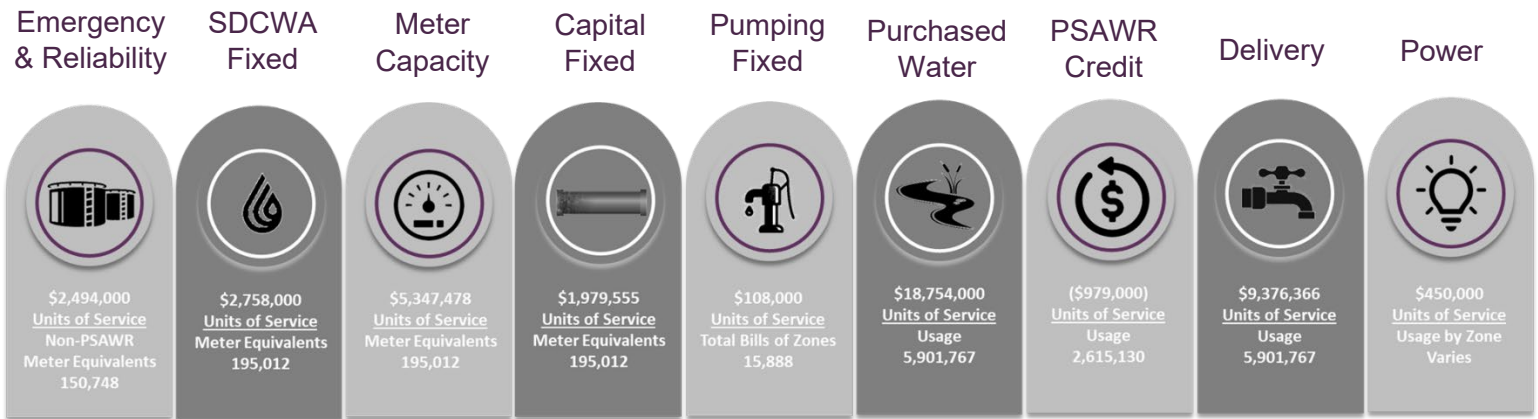 Emergency
& Reliability
SDCWA
Fixed
Meter
Capacity
Capital
Fixed
Pumping
Fixed
Purchased
Water
PSAWR
Credit
Delivery
Power
$
$2,494,000
Units of Service
Non-PSAWR
Meter Equivalents
150,748
$2,758,000
Units of Service
Meter Equivalents
195,012
$5,347,478
Units of Service
Meter Equivalents
195,012
$1,979,555
Units of Service
Meter Equivalents
195,012
$108,000
Units of Service
Total Bills of Zones
15,888
$18,754,000
Units of Service
Usage
5,901,767
($979,000)
Units of Service
Usage
2,615,130
$9,376,366
Units of Service
Usage
5,901,767
$450,000
Units of Service
Usage by Zone
Varies